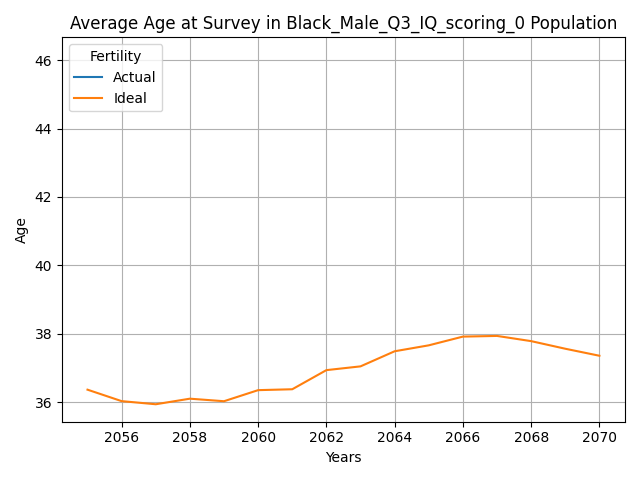 Average Age at Survey in Black_Male_Q3_IQ_scoring_0 Population
Fertility
Actual
Ideal
Age
46
44
42
40
38
36
2056 2058 2060 2062 2064 2066 2068 2070
Years